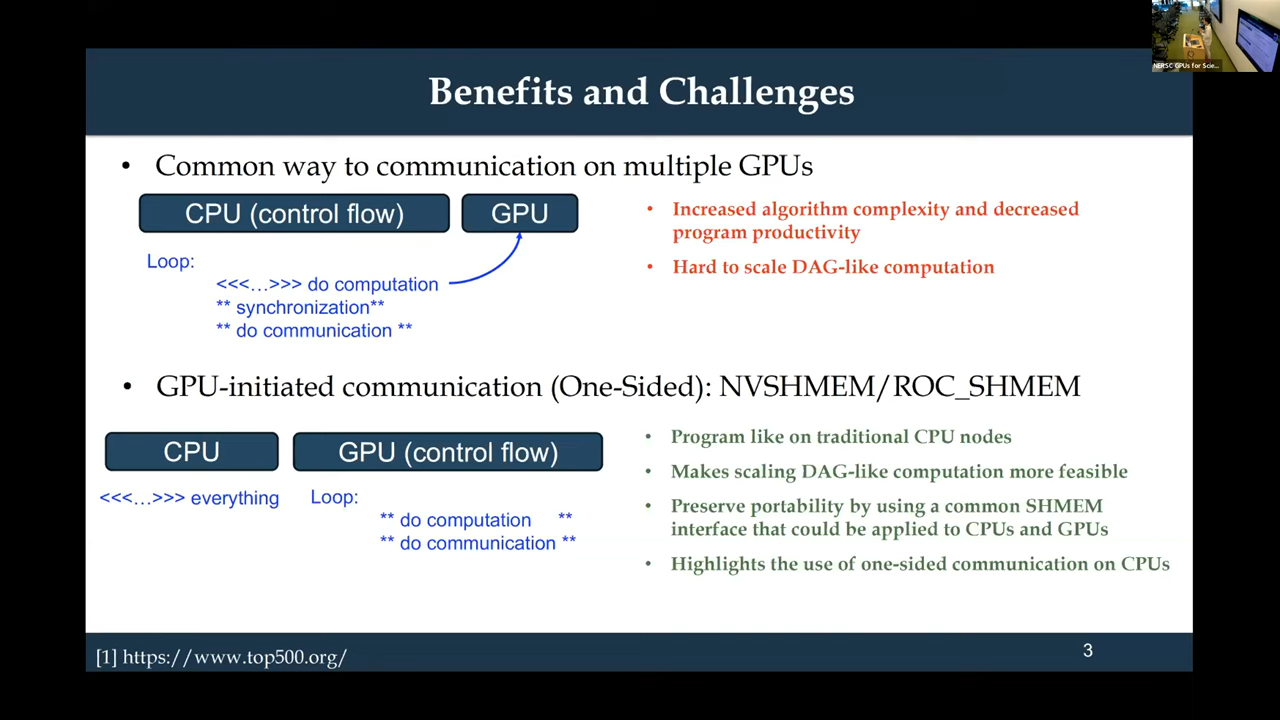 NERSC GPUs for Scie...
Benefits and Challenges
• Common way to communication on multiple GPUs
CPU (control flow)
GPU
Loop:
<<<...>>> do computation
** synchronization**
** do communication **
• Increased algorithm complexity and decreased
program productivity
• Hard to scale DAG-like computation
• GPU-initiated communication (One-Sided): NVSHMEM/ROC_SHMEM
CPU
GPU (control flow)
<<<...>>> everything
Loop:
** do computation **
** do communication **
• Program like on traditional CPU nodes
• Makes scaling DAG-like computation more feasible
• Preserve portability by using a common SHMEM
interface that could be applied to CPUs and GPUs
• Highlights the use of one-sided communication on CPUs
[1] https://www.top500.org/
3